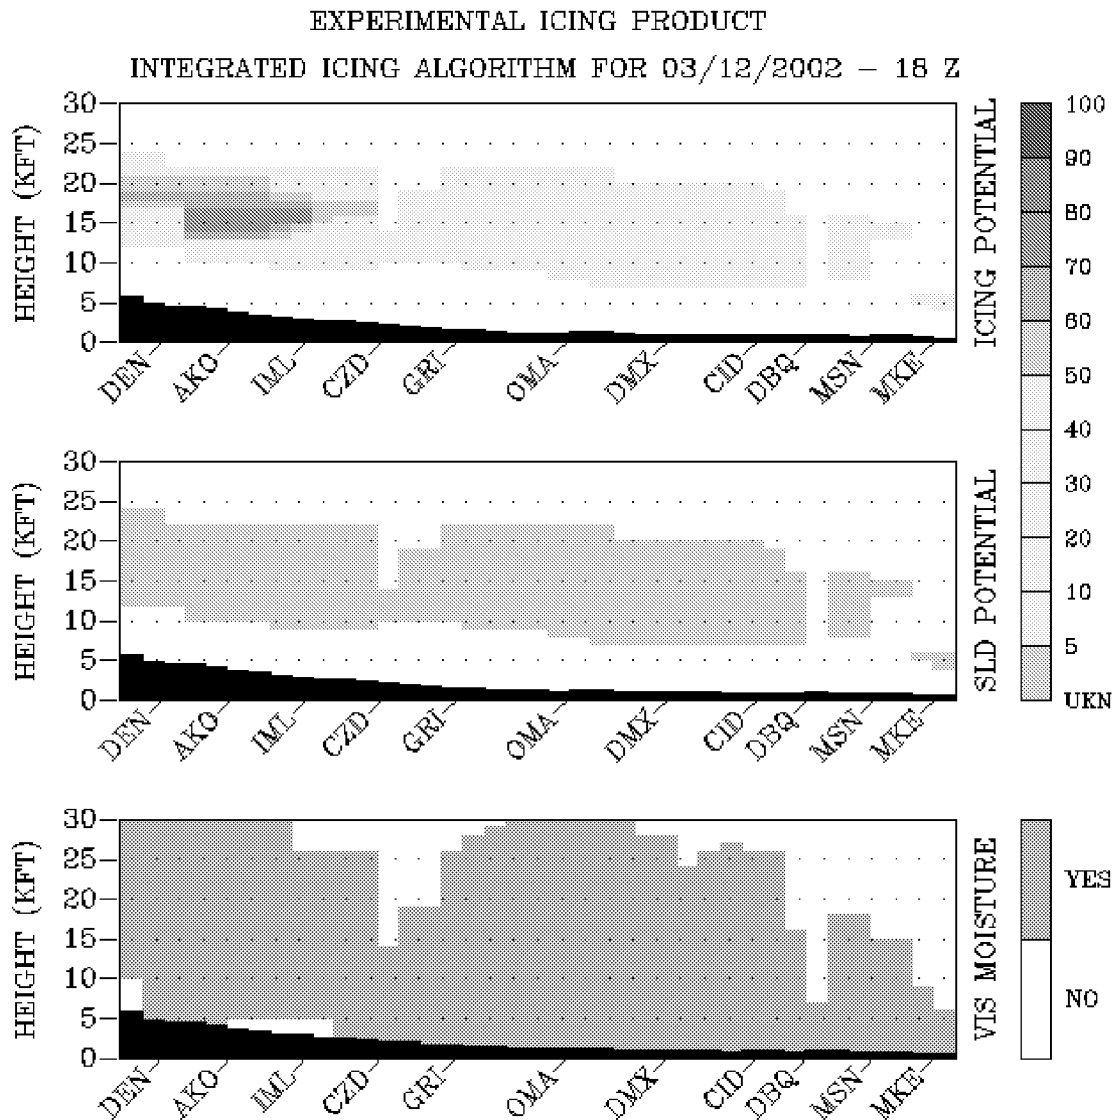 EXPERIMENTAL ICING PRODUCT
INTEGRATED ICING ALGORITHM FOR 03/12/2002 - 18 Z
30
25
20
15
10
5
0
HEIGHT (KFT)
DEN
AKO
IML
CZD
GRI
OMA
DMX
CID
DBQ
MSN
MKE
ICING POTENTIAL
30
25
20
15
10
5
0
HEIGHT (KFT)
DEN
AKO
IML
CZD
GRI
OMA
DMX
CID
DBQ
MSN
MKE
SLD POTENTIAL
100
90
80
70
60
50
40
30
20
10
5
UKN
30
25
20
15
10
5
0
HEIGHT (KFT)
DEN
AKO
IML
CZD
GRI
OMA
DMX
CID
DBQ
MSN
MKE
VIS MOISTURE
YES
NO